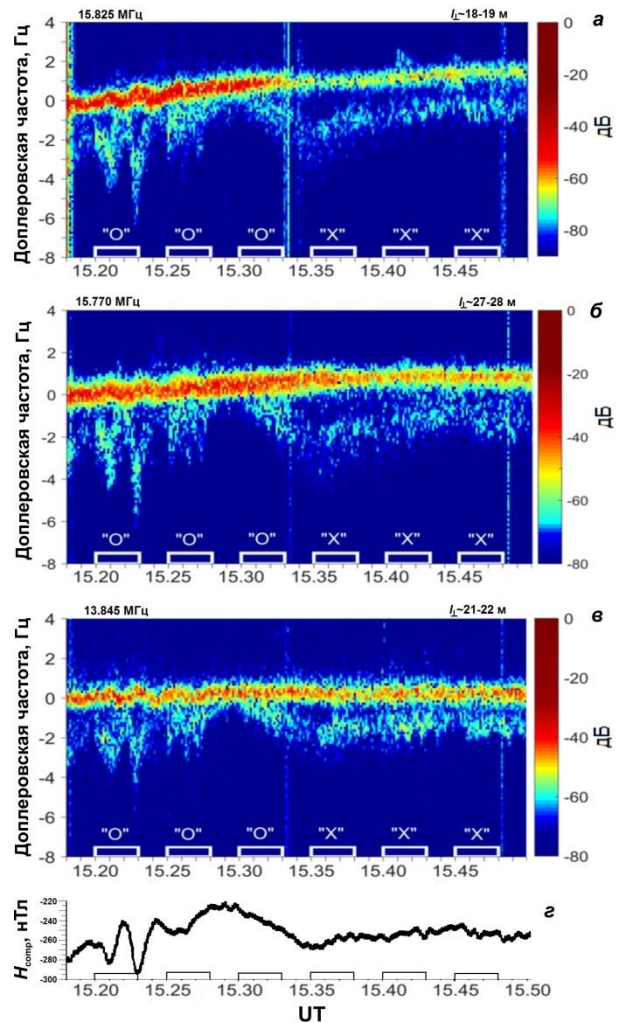 15.825 МГц l⊥~18-19 м а
Доплеровская частота, Гц
4
2
0
-2
-4
-6
-8
"O" "O" "O" "X" "X" "X"
15.20 15.25 15.30 15.35 15.40 15.45
0
-20
-40
-60
-80
дБ
15.770 МГц l⊥~27-28 м б
Доплеровская частота, Гц
4
2
0
-2
-4
-6
-8
"O" "O" "O" "X" "X" "X"
15.20 15.25 15.30 15.35 15.40 15.45
0
-20
-40
-60
-80
дБ
13.845 МГц l⊥~21-22 м в
Доплеровская частота, Гц
4
2
0
-2
-4
-6
-8
"O" "O" "O" "X" "X" "X"
15.20 15.25 15.30 15.35 15.40 15.45
0
-20
-40
-60
-80
дБ
г
Hcomp, нТл
-220
-240
-260
-280
-300
15.20 15.25 15.30 15.35 15.40 15.45 15.50
UT